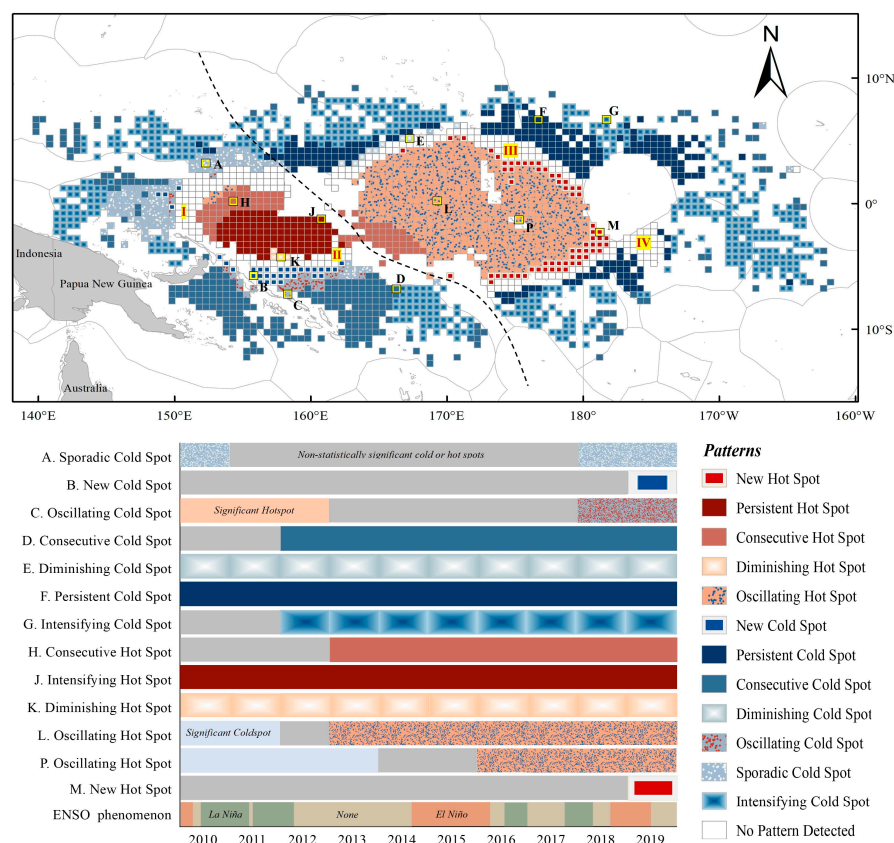 N
10°N
0°
10°S
F
G
E
III
A
I
H
J
L
P
M
IV
K
II
B
C
D
Indonesia
Papua New Guinea
Australia
140°E 150°E 160°E 170°E 180° 170°W 160°W
A. Sporadic Cold Spot Non-statistically significant cold or hot spots
B. New Cold Spot
C. Oscillating Cold Spot Significant Hotspot
D. Consecutive Cold Spot
E. Diminishing Cold Spot
F. Persistent Cold Spot
G. Intensifying Cold Spot
H. Consecutive Hot Spot
J. Intensifying Hot Spot
K. Diminishing Hot Spot
L. Oscillating Hot Spot Significant Coldspot
P. Oscillating Hot Spot
M. New Hot Spot
ENSO phenomenon La Niña None El Niño
2010 2011 2012 2013 2014 2015 2016 2017 2018 2019
Patterns
New Hot Spot
Persistent Hot Spot
Consecutive Hot Spot
Diminishing Hot Spot
Oscillating Hot Spot
New Cold Spot
Persistent Cold Spot
Consecutive Cold Spot
Diminishing Cold Spot
Oscillating Cold Spot
Sporadic Cold Spot
Intensifying Cold Spot
No Pattern Detected